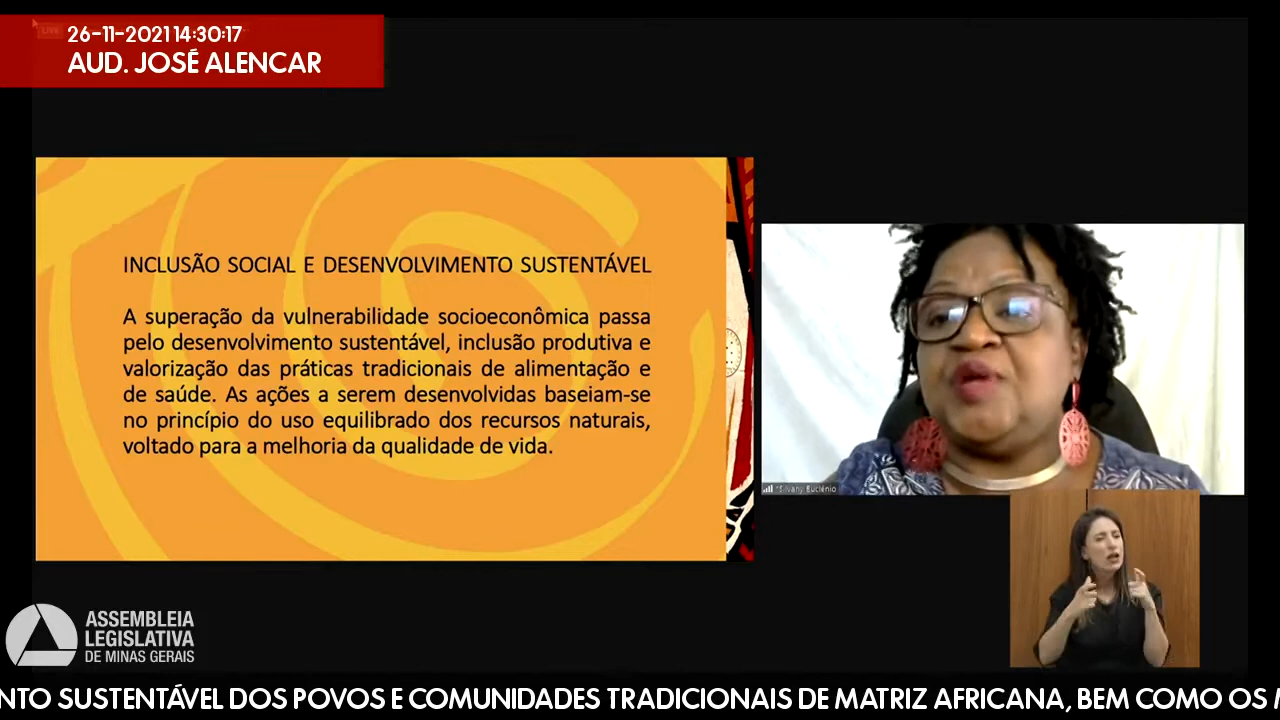 26-11-2021 14:30:17
AUD. JOSÉ ALENCAR
INCLUSÃO SOCIAL E DESENVOLVIMENTO SUSTENTÁVEL
A superação da vulnerabilidade socioeconômica passa
pelo desenvolvimento sustentável, inclusão produtiva e
valorização das práticas tradicionais de alimentação e
de saúde. As ações a serem desenvolvidas baseiam-se
no princípio do uso equilibrado dos recursos naturais,
voltado para a melhoria da qualidade de vida.
*Silvany Euclênio
ASSEMBLEIA
LEGISLATIVA
DE MINAS GERAIS
NTO SUSTENTÁVEL DOS POVOS E COMUNIDADES TRADICIONAIS DE MATRIZ AFRICANA, BEM COMO OS